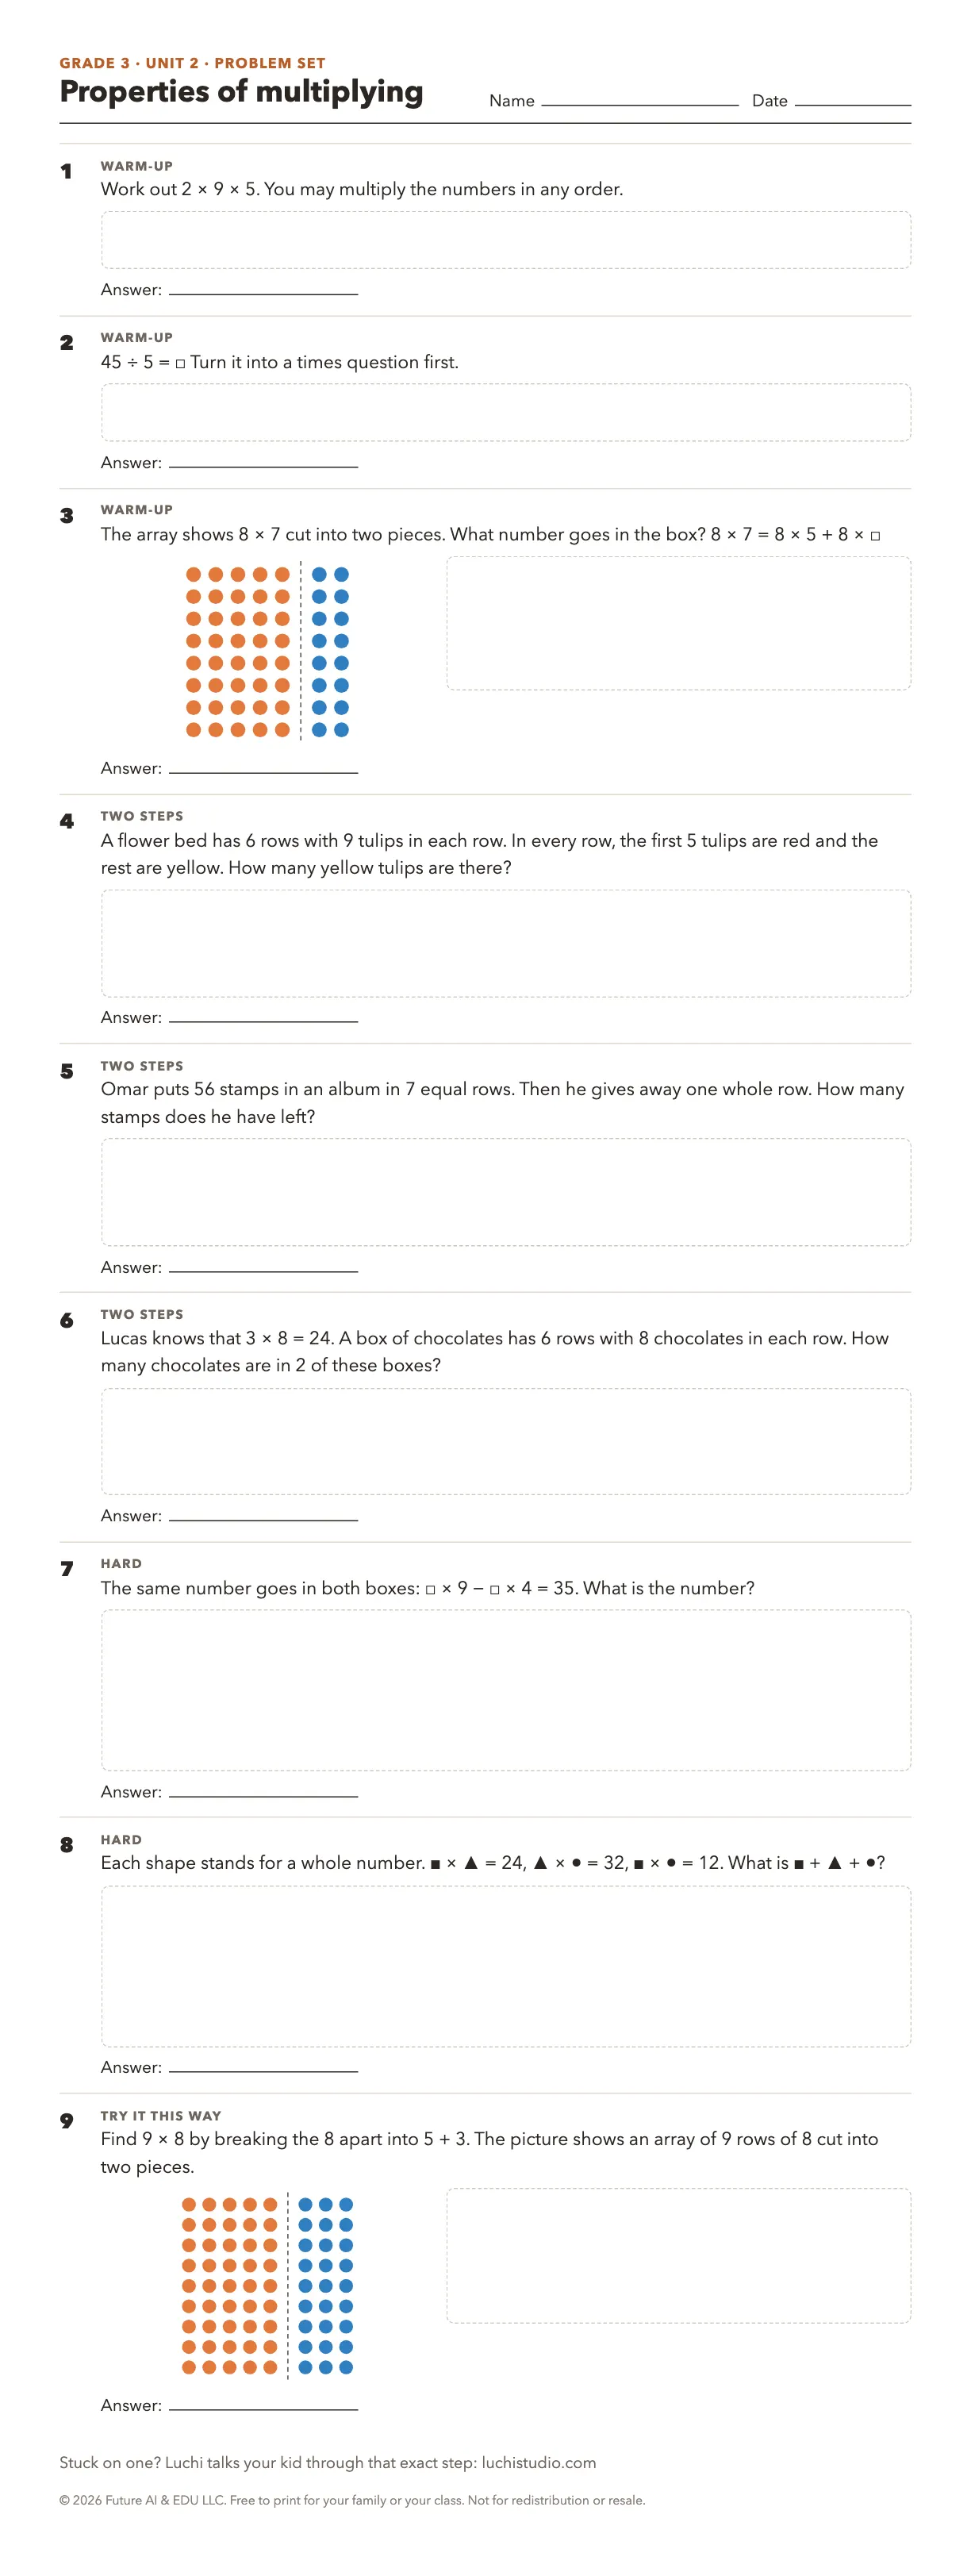 GRADE 3 · UNIT 2 · PROBLEM SET
Properties of multiplying
Name
Date
1
WARM-UP
Work out 2 × 9 × 5. You may multiply the numbers in any order.
Answer:
2
WARM-UP
45 ÷ 5 = □ Turn it into a times question first.
Answer:
3
WARM-UP
The array shows 8 × 7 cut into two pieces. What number goes in the box? 8 × 7 = 8 × 5 + 8 × □
Answer:
4
TWO STEPS
A flower bed has 6 rows with 9 tulips in each row. In every row, the first 5 tulips are red and the
rest are yellow. How many yellow tulips are there?
Answer:
5
TWO STEPS
Omar puts 56 stamps in an album in 7 equal rows. Then he gives away one whole row. How many
stamps does he have left?
Answer:
6
TWO STEPS
Lucas knows that 3 × 8 = 24. A box of chocolates has 6 rows with 8 chocolates in each row. How
many chocolates are in 2 of these boxes?
Answer:
7
HARD
The same number goes in both boxes: □ × 9 − □ × 4 = 35. What is the number?
Answer:
8
HARD
Each shape stands for a whole number. ■ × ▲ = 24, ▲ × ● = 32, ■ × ● = 12. What is ■ + ▲ + ●?
Answer:
9
TRY IT THIS WAY
Find 9 × 8 by breaking the 8 apart into 5 + 3. The picture shows an array of 9 rows of 8 cut into
two pieces.
Answer:
Stuck on one? Luchi talks your kid through that exact step: luchistudio.com
© 2026 Future AI & EDU LLC. Free to print for your family or your class. Not for redistribution or resale.